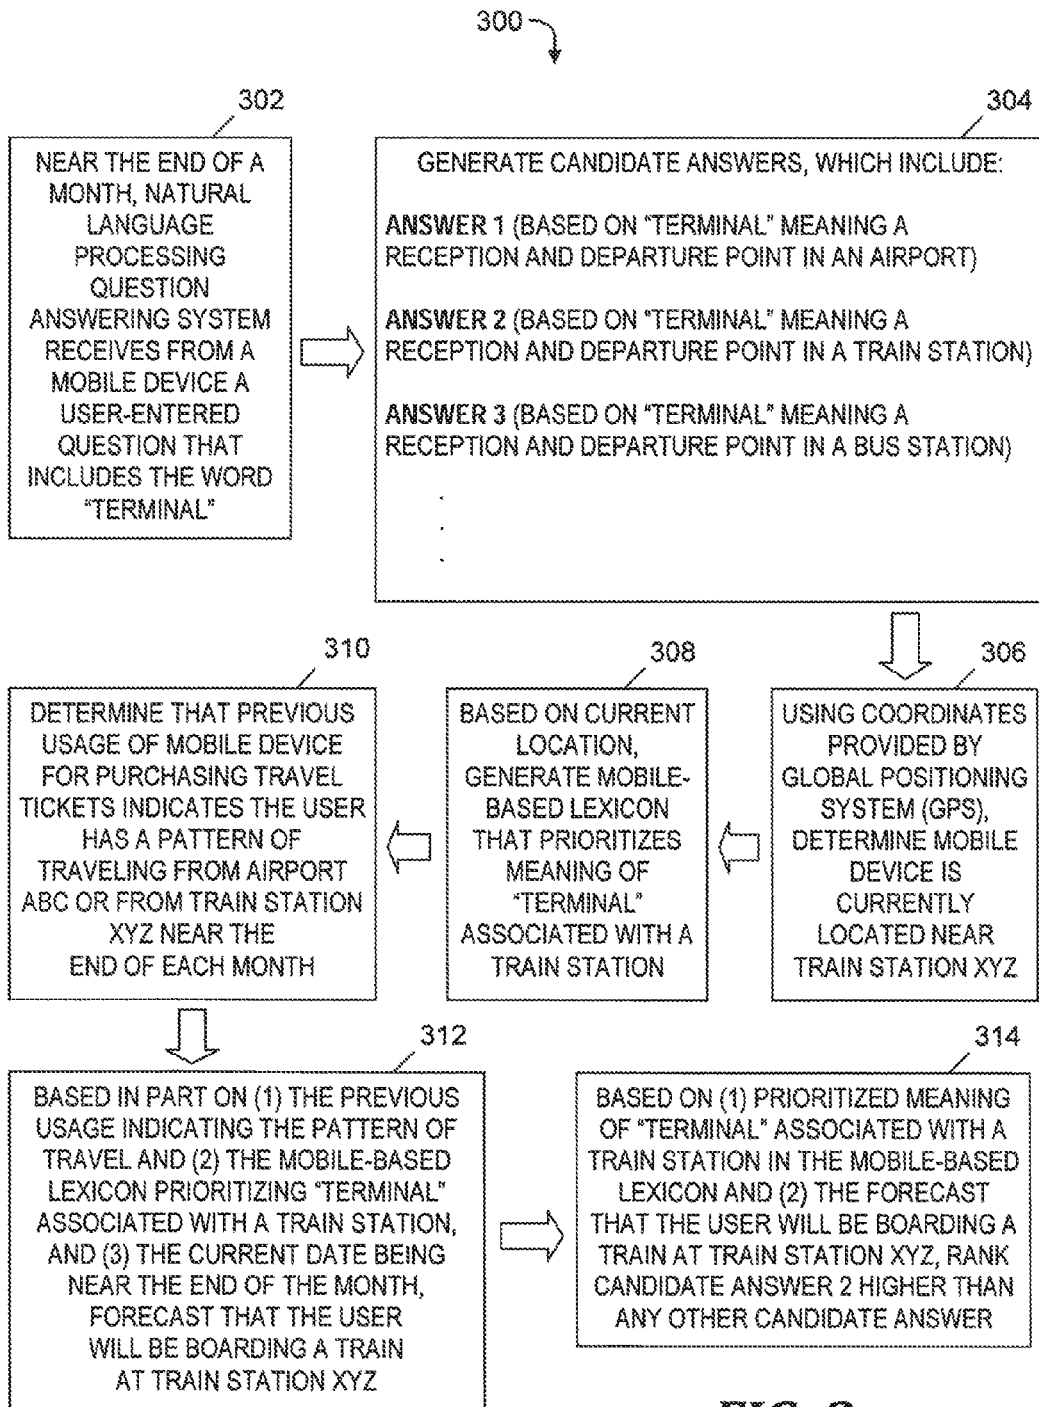 300
302
NEAR THE END OF A
MONTH, NATURAL
LANGUAGE
PROCESSING
QUESTION
ANSWERING SYSTEM
RECEIVES FROM A
MOBILE DEVICE A
USER-ENTERED
QUESTION THAT
INCLUDES THE WORD
"TERMINAL"
304
GENERATE CANDIDATE ANSWERS, WHICH INCLUDE:
ANSWER 1 (BASED ON "TERMINAL" MEANING A
RECEPTION AND DEPARTURE POINT IN AN AIRPORT)
ANSWER 2 (BASED ON "TERMINAL" MEANING A
RECEPTION AND DEPARTURE POINT IN A TRAIN STATION)
ANSWER 3 (BASED ON "TERMINAL" MEANING A
RECEPTION AND DEPARTURE POINT IN A BUS STATION)
.
.
.
306
USING COORDINATES
PROVIDED BY
GLOBAL POSITIONING
SYSTEM (GPS),
DETERMINE MOBILE
DEVICE IS
CURRENTLY
LOCATED NEAR
TRAIN STATION XYZ
308
BASED ON CURRENT
LOCATION,
GENERATE MOBILE-
BASED LEXICON
THAT PRIORITIZES
MEANING OF
"TERMINAL"
ASSOCIATED WITH A
TRAIN STATION
310
DETERMINE THAT PREVIOUS
USAGE OF MOBILE DEVICE
FOR PURCHASING TRAVEL
TICKETS INDICATES THE USER
HAS A PATTERN OF
TRAVELING FROM AIRPORT
ABC OR FROM TRAIN STATION
XYZ NEAR THE
END OF EACH MONTH
312
BASED IN PART ON (1) THE PREVIOUS
USAGE INDICATING THE PATTERN OF
TRAVEL AND (2) THE MOBILE-BASED
LEXICON PRIORITIZING "TERMINAL"
ASSOCIATED WITH A TRAIN STATION,
AND (3) THE CURRENT DATE BEING
NEAR THE END OF THE MONTH,
FORECAST THAT THE USER
WILL BE BOARDING A TRAIN
AT TRAIN STATION XYZ
314
BASED ON (1) PRIORITIZED MEANING
OF "TERMINAL" ASSOCIATED WITH A
TRAIN STATION IN THE MOBILE-BASED
LEXICON AND (2) THE FORECAST
THAT THE USER WILL BE BOARDING A
TRAIN AT TRAIN STATION XYZ, RANK
CANDIDATE ANSWER 2 HIGHER THAN
ANY OTHER CANDIDATE ANSWER